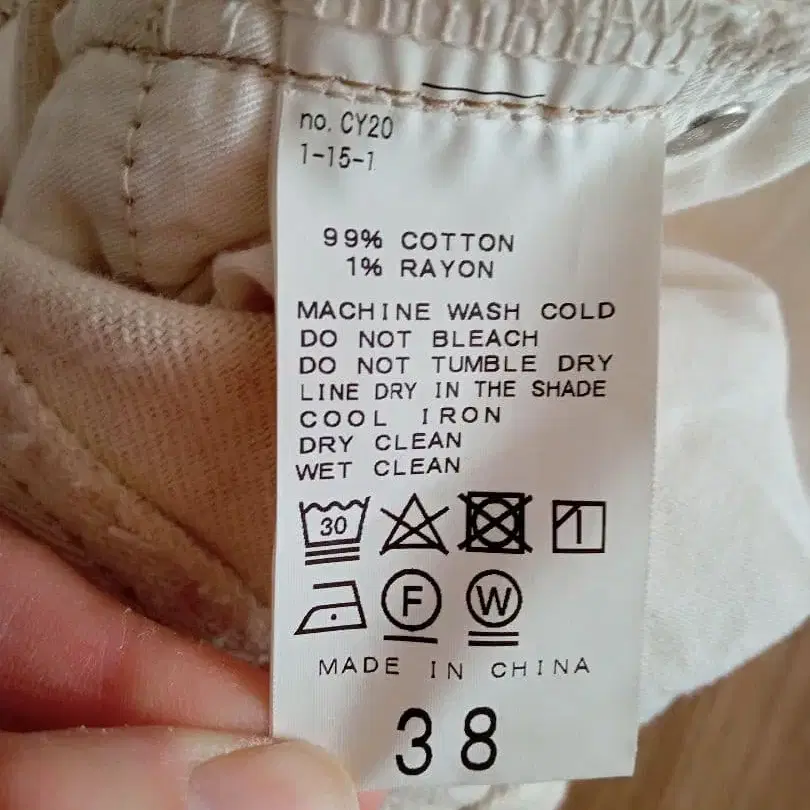 no. CY20
1-15-1
99% COTTON
1% RAYON
MACHINE WASH COLD
DO NOT BLEACH
DO NOT TUMBLE DRY
LINE DRY IN THE SHADE
COOL IRON
DRY CLEAN
WET CLEAN
30
F W
MADE IN CHINA
38